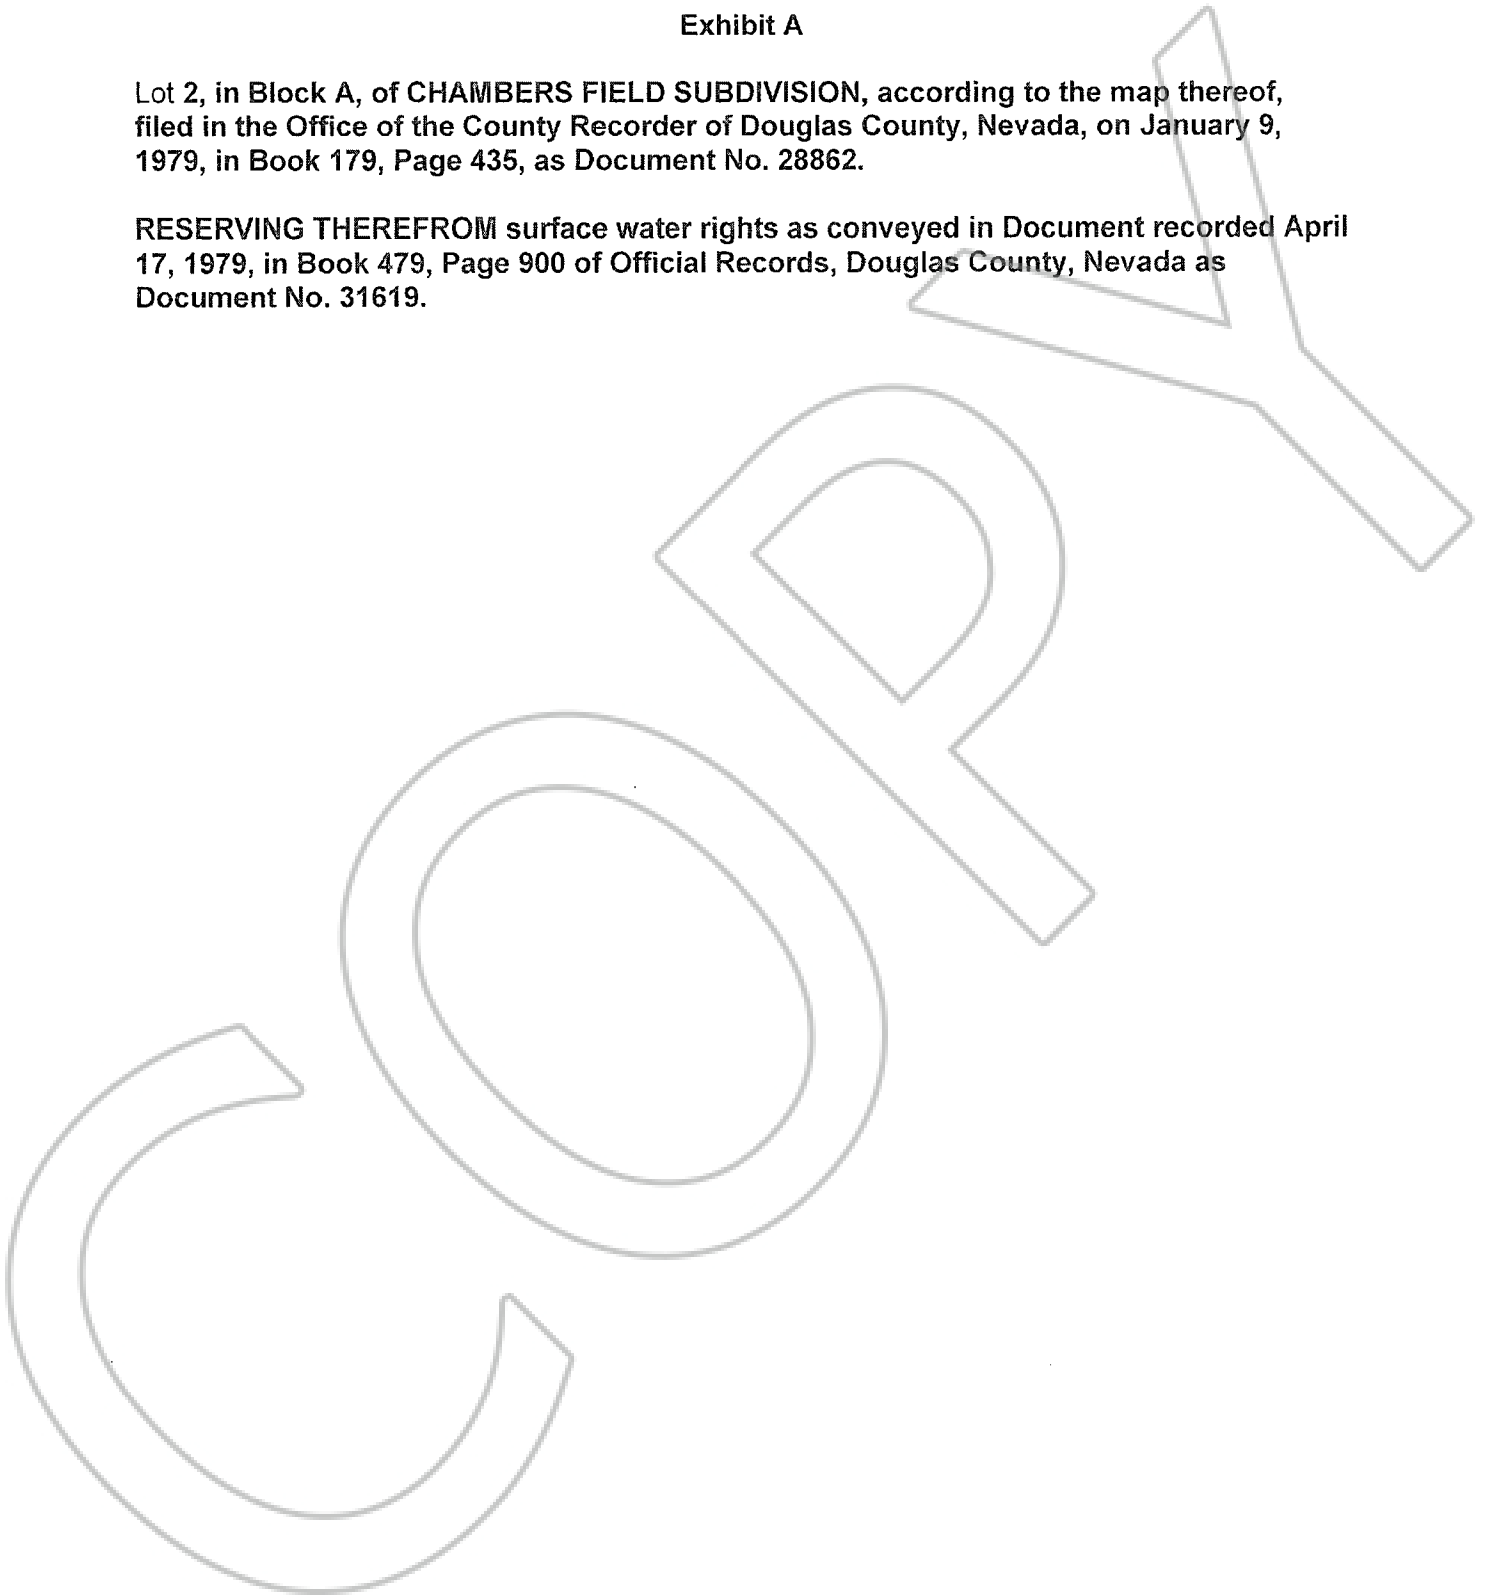 Exhibit A
Lot 2, in Block A, of CHAMBERS FIELD SUBDIVISION, according to the map thereof,
filed in the Office of the County Recorder of Douglas County, Nevada, on January 9,
1979, in Book 179, Page 435, as Document No. 28862.
RESERVING THEREFROM surface water rights as conveyed in Document recorded April
17, 1979, in Book 479, Page 900 of Official Records, Douglas County, Nevada as
Document No. 31619.
COPY